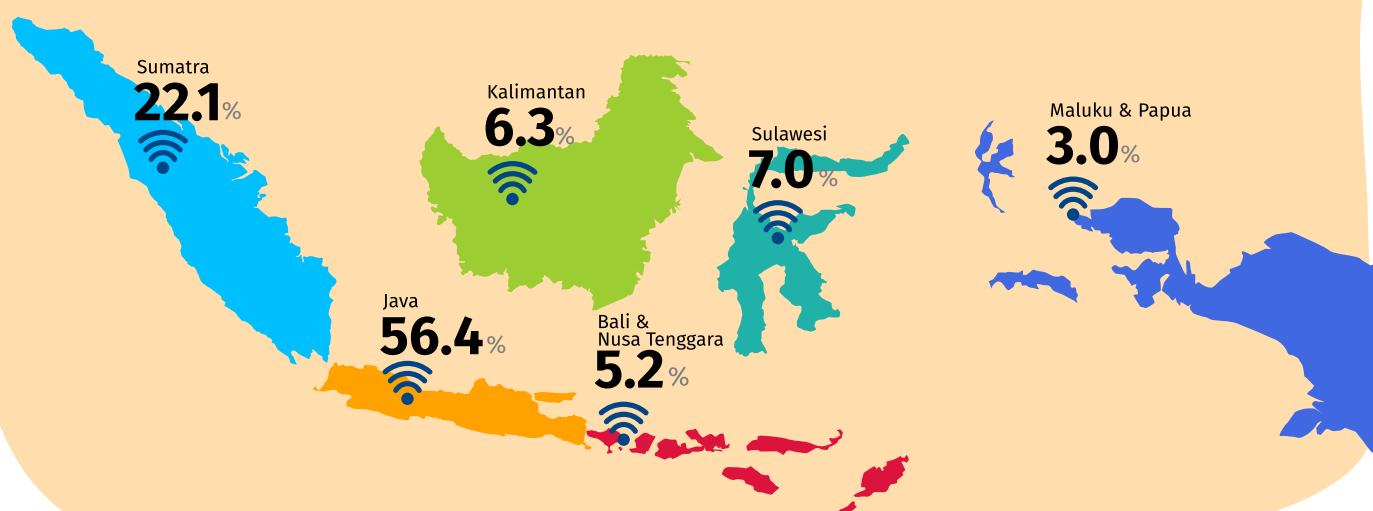 Sumatra
22.1%
Kalimantan
6.3%
Sulawesi
7.0%
Maluku & Papua
3.0%
Java
56.4%
Bali &
Nusa Tenggara
5.2%